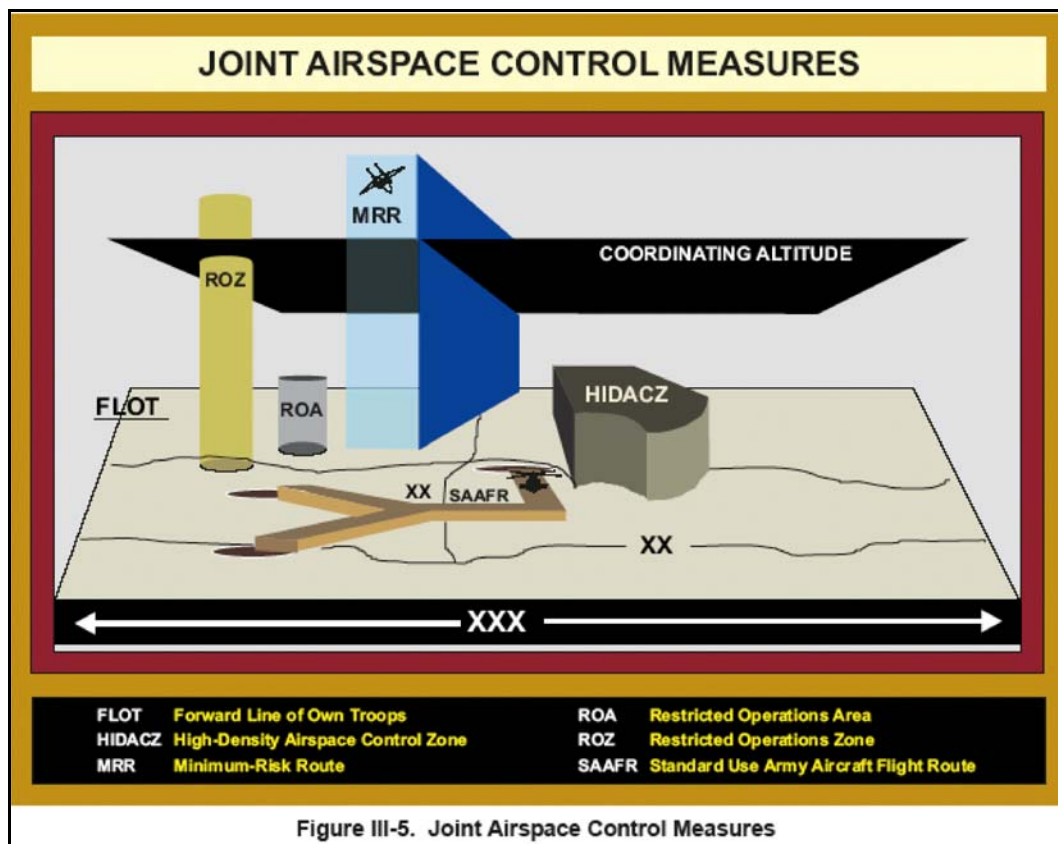 JOINT AIRSPACE CONTROL MEASURES
MRR
COORDINATING ALTITUDE
ROZ
HIDACZ
FLOT
ROA
XX
SAAFR
XX
XXX
FLOT Forward Line of Own Troops
HIDACZ High-Density Airspace Control Zone
MRR Minimum-Risk Route
ROA Restricted Operations Area
ROZ Restricted Operations Zone
SAAFR Standard Use Army Aircraft Flight Route
Figure III-5. Joint Airspace Control Measures